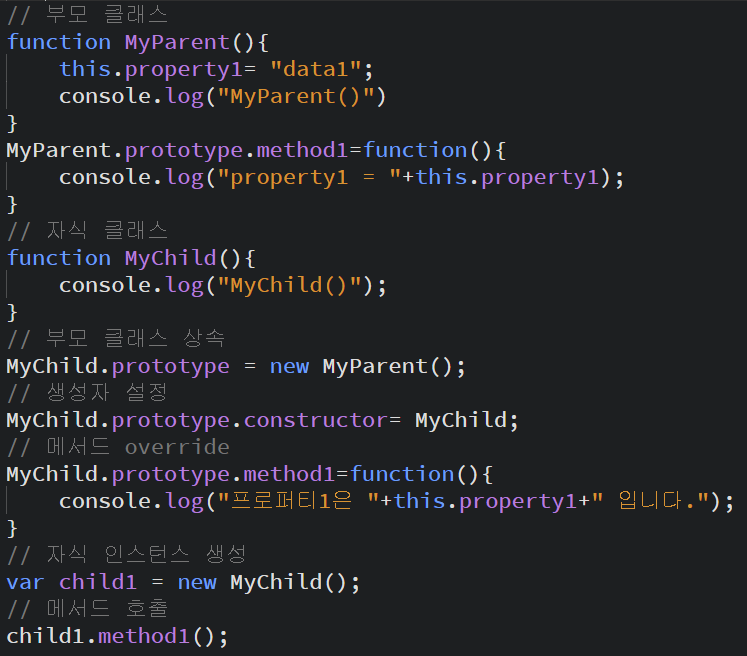 // 부모 클래스
function MyParent(){
    this.property1= "data1";
    console.log("MyParent()")
}
MyParent.prototype.method1=function(){
    console.log("property1 = "+this.property1);
}
// 자식 클래스
function MyChild(){
    console.log("MyChild()");
}
// 부모 클래스 상속
MyChild.prototype = new MyParent();
// 생성자 설정
MyChild.prototype.constructor= MyChild;
// 메서드 override
MyChild.prototype.method1=function(){
    console.log("프로퍼티1은 "+this.property1+" 입니다.");
}
// 자식 인스턴스 생성
var child1 = new MyChild();
// 메서드 호출
child1.method1();